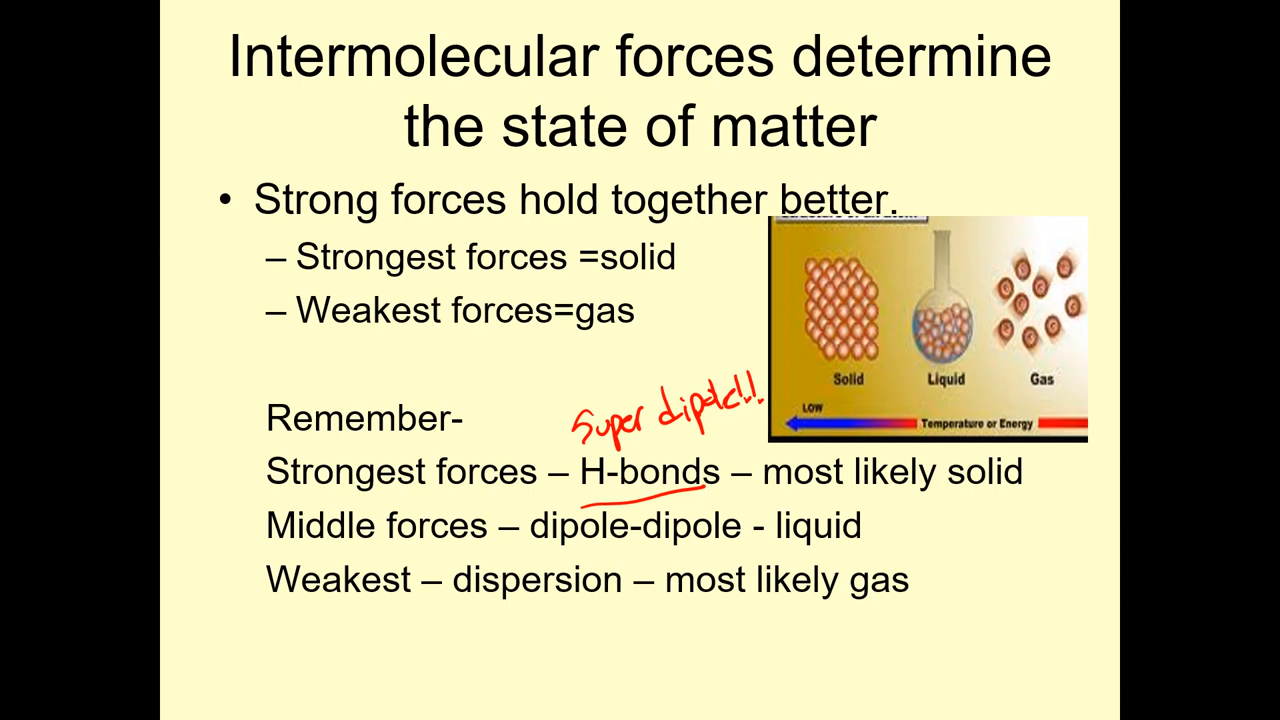 Intermolecular forces determine
the state of matter
• Strong forces hold together better.
– Strongest forces =solid
– Weakest forces=gas
Solid Liquid Gas
LOW
Temperature or Energy
Remember-
Super dipole!!
Strongest forces – H-bonds – most likely solid
Middle forces – dipole-dipole - liquid
Weakest – dispersion – most likely gas